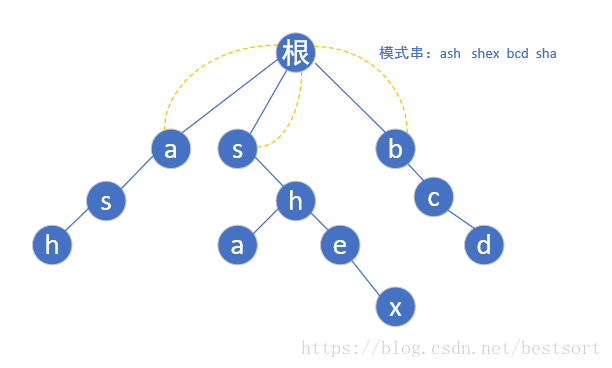 根
模式串：ash shex bcd sha
a
s
b
s
h
c
h
a
e
d
x
https://blog.csdn.net/bestsort